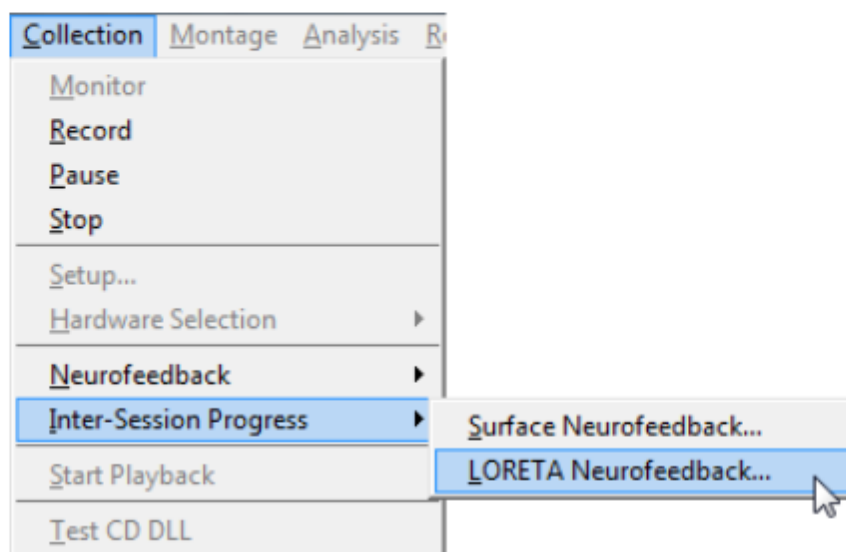 Collection Montage Analysis
Monitor
Record
Pause
Stop
Setup...
Hardware Selection
Neurofeedback
Inter-Session Progress
Surface Neurofeedback...
LORETA Neurofeedback...
Start Playback
Test CD DLL